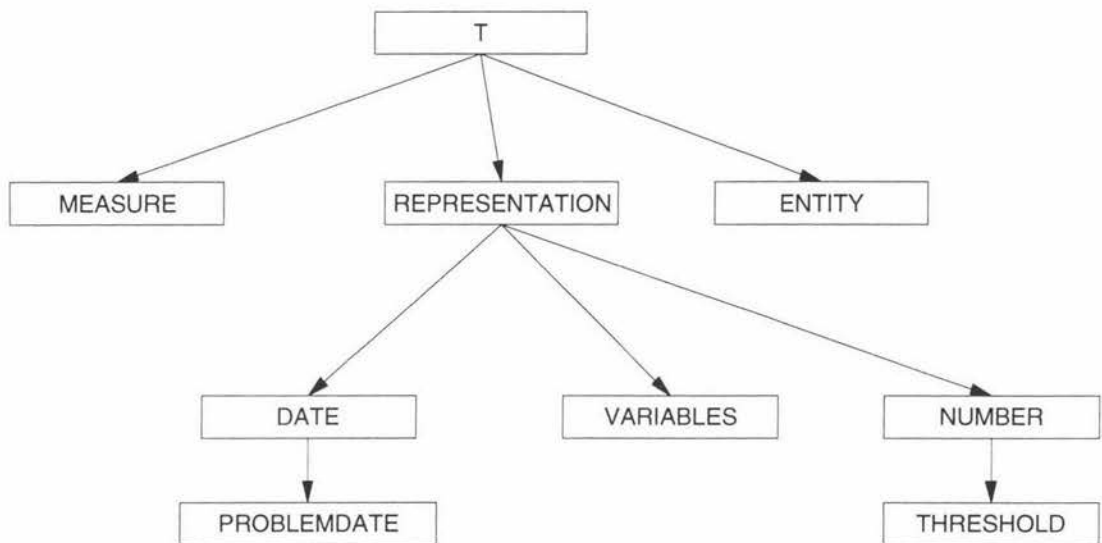 T
MEASURE
REPRESENTATION
ENTITY
DATE
VARIABLES
NUMBER
PROBLEMDATE
THRESHOLD